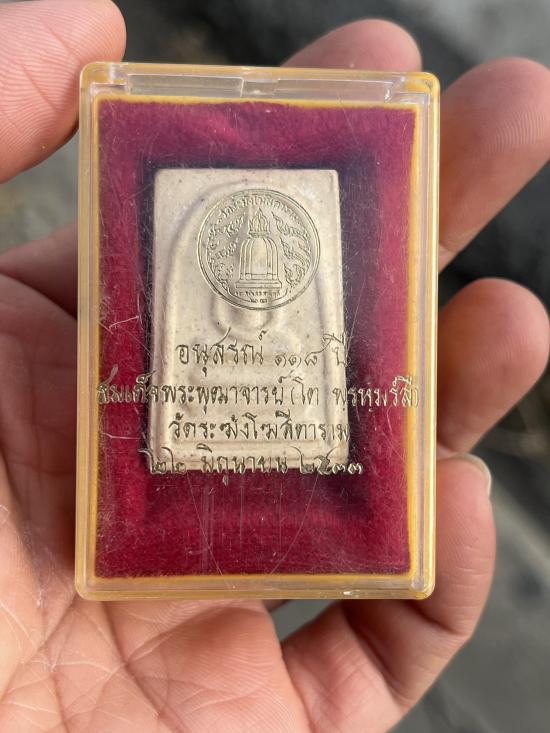 อนุสรณ์ ๑๑๘ ปี
สมเด็จพระพุฒาจารย์ (โต พฺรหฺมรํสี)
วัดระฆังโฆสิตาราม
๒๒ มิถุนายน ๒๕๓๓